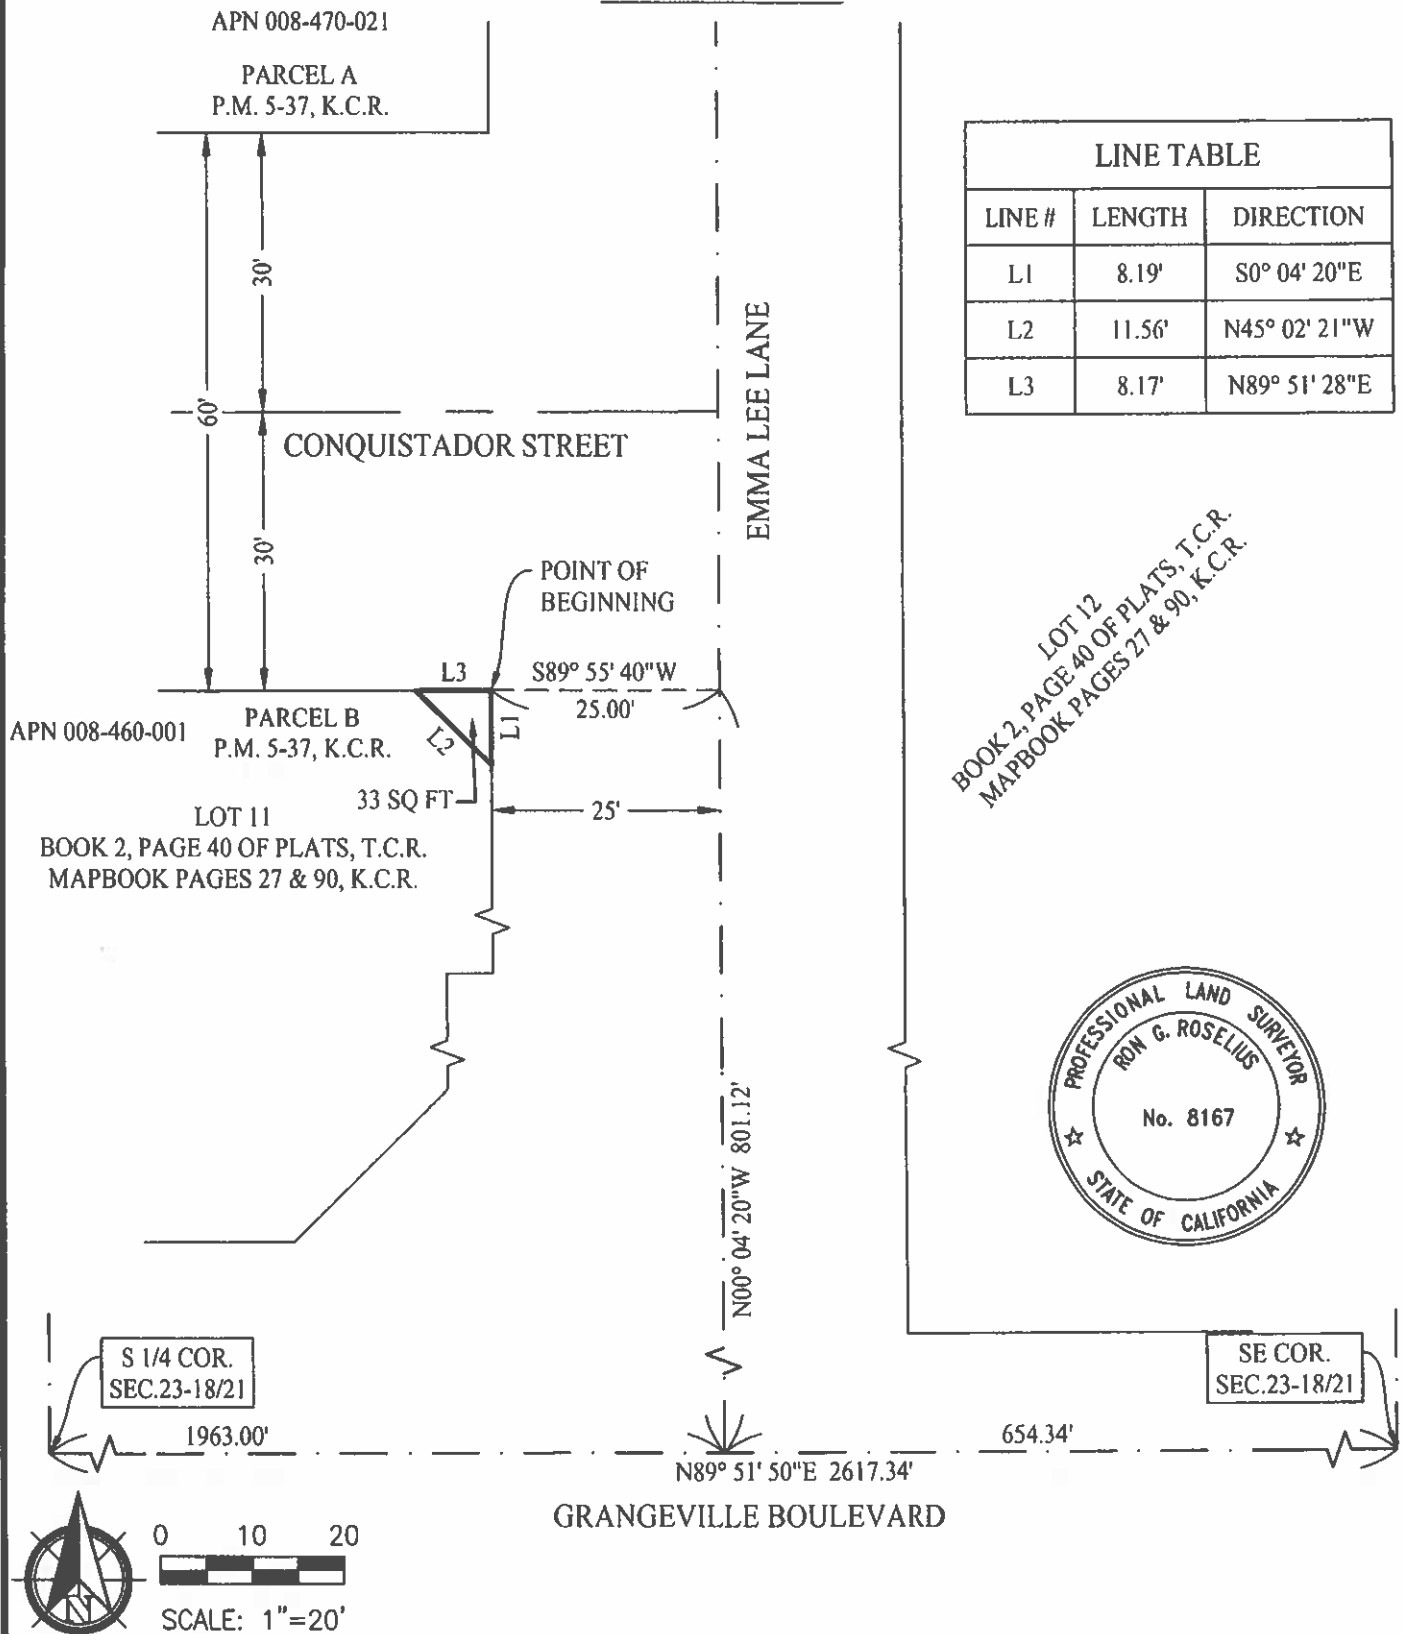 APN 008-470-021
PARCEL A
P.M. 5-37, K.C.R.
LINE TABLE
LINE # LENGTH DIRECTION
L1 8.19' S0° 04' 20"E
L2 11.56' N45° 02' 21"W
L3 8.17' N89° 51' 28"E
30'
60'
30'
CONQUISTADOR STREET
EMMA LEE LANE
POINT OF
BEGINNING
LOT 12
BOOK 2, PAGE 40 OF PLATS, T.C.R.
MAPBOOK PAGES 27 & 90, K.C.R.
L3
S89° 55' 40"W
25.00'
L1
L2
APN 008-460-001
PARCEL B
P.M. 5-37, K.C.R.
33 SQ FT
25'
LOT 11
BOOK 2, PAGE 40 OF PLATS, T.C.R.
MAPBOOK PAGES 27 & 90, K.C.R.
PROFESSIONAL LAND SURVEYOR
RON G. ROSELIUS
No. 8167
STATE OF CALIFORNIA
N00° 04' 20"W 801.12'
S 1/4 COR.
SEC.23-18/21
SE COR.
SEC.23-18/21
1963.00'
654.34'
N89° 51' 50"E 2617.34'
GRANGEVILLE BOULEVARD
N
0 10 20
SCALE: 1"=20'